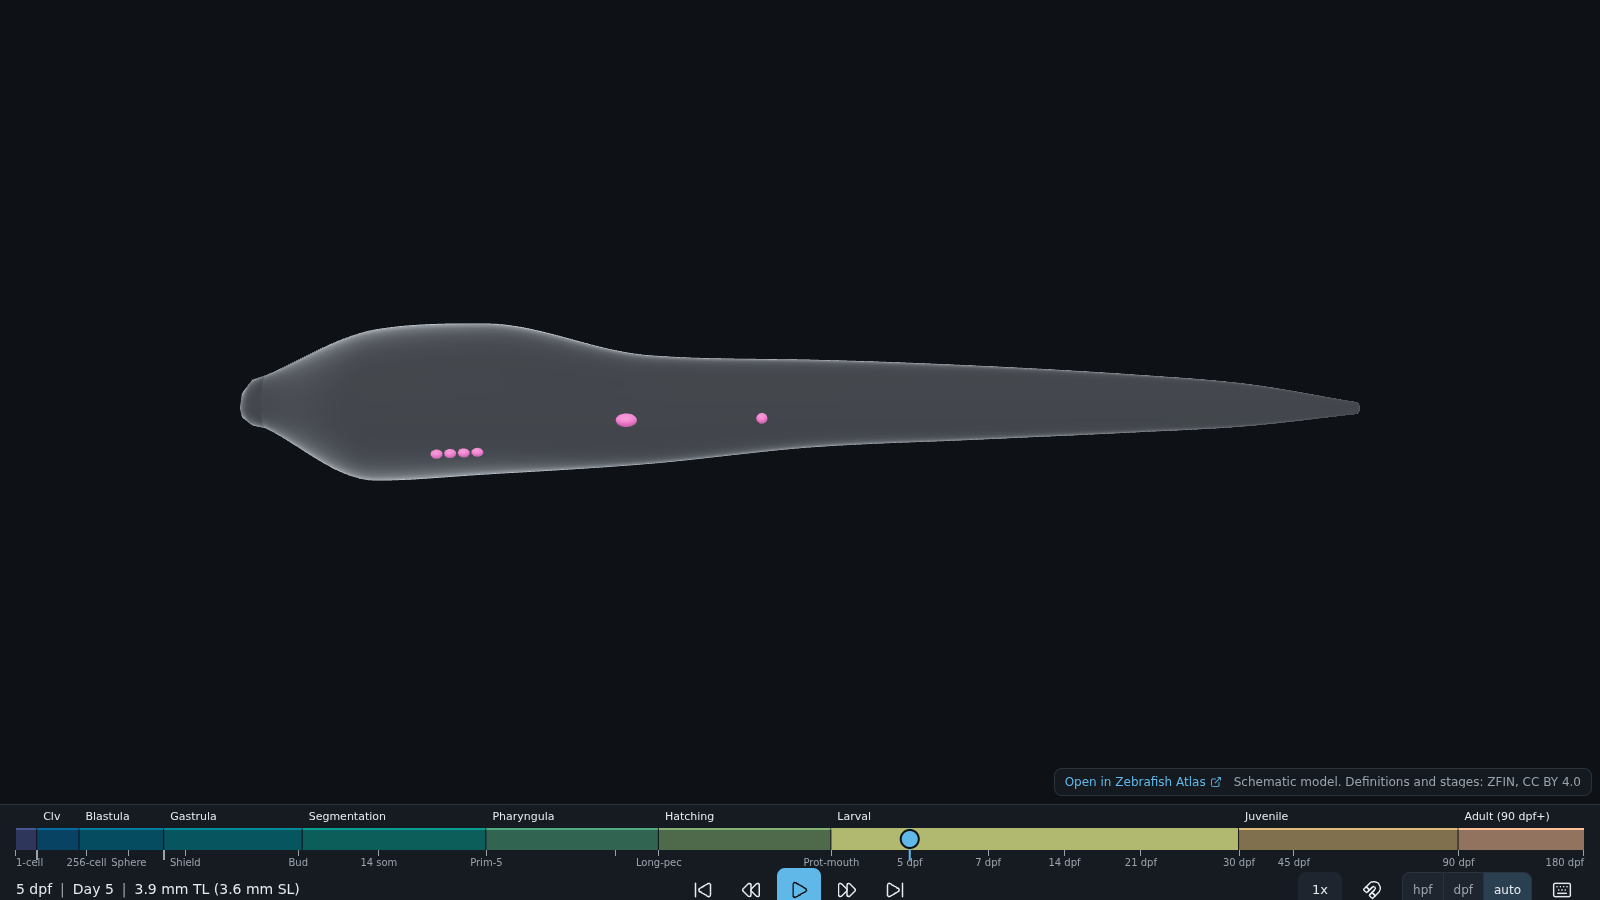 Open in Zebrafish Atlas Schematic model. Definitions and stages: ZFIN, CC BY 4.0
Clv Blastula Gastrula Segmentation Pharyngula Hatching Larval Juvenile Adult (90 dpf+)
1-cell 256-cell Sphere Shield Bud 14 som Prim-5 Long-pec Prot-mouth 5 dpf 7 dpf 14 dpf 21 dpf 30 dpf 45 dpf 90 dpf 180 dpf
5 dpf | Day 5 | 3.9 mm TL (3.6 mm SL) 1x hpf dpf auto